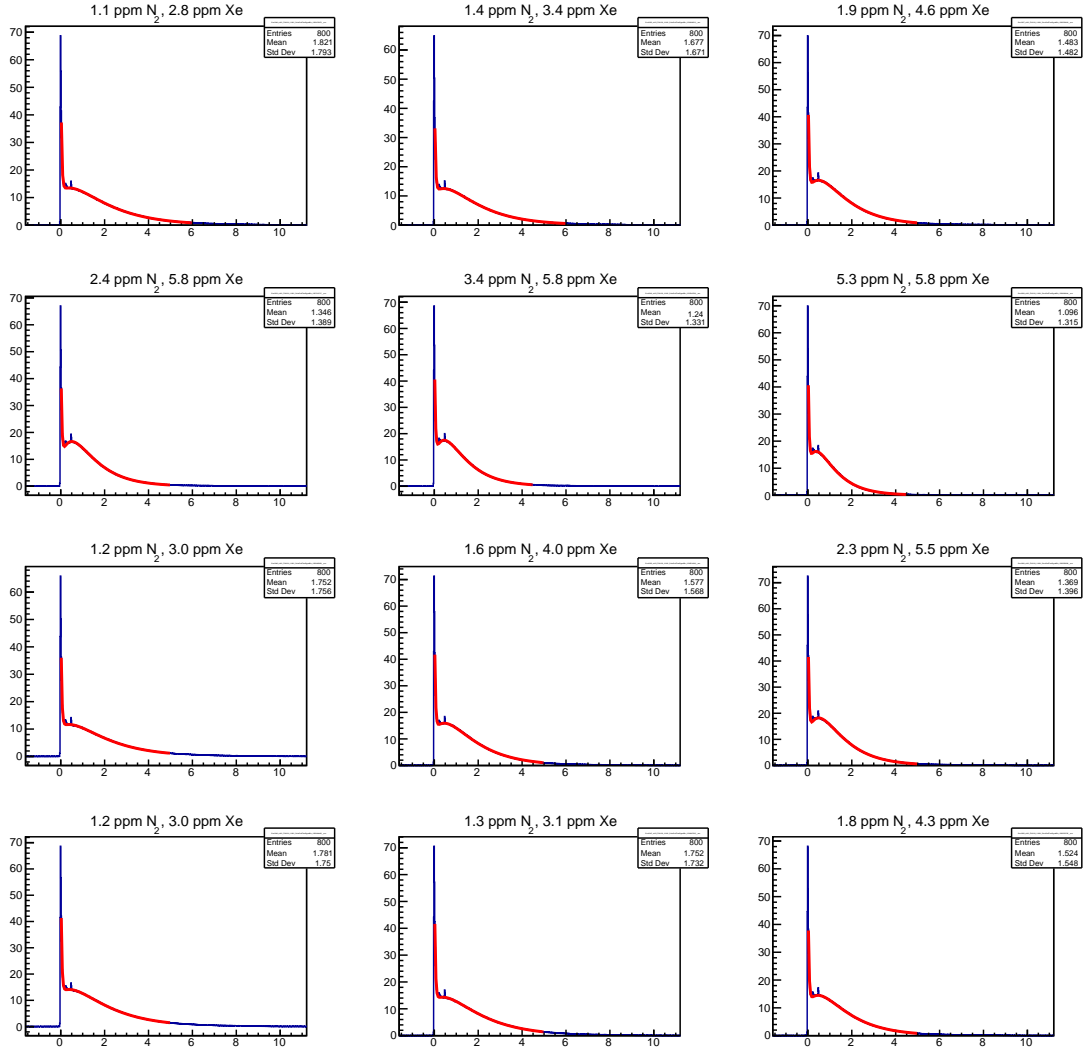 1.1 ppm N2, 2.8 ppm Xe
Entries 800
Mean 1.821
Std Dev 1.793
70
60
50
40
30
20
10
0
0 2 4 6 8 10
1.4 ppm N2, 3.4 ppm Xe
Entries 800
Mean 1.677
Std Dev 1.671
60
50
40
30
20
10
0
0 2 4 6 8 10
1.9 ppm N2, 4.6 ppm Xe
Entries 800
Mean 1.483
Std Dev 1.482
70
60
50
40
30
20
10
0
0 2 4 6 8 10
2.4 ppm N2, 5.8 ppm Xe
Entries 800
Mean 1.346
Std Dev 1.389
70
60
50
40
30
20
10
0
0 2 4 6 8 10
3.4 ppm N2, 5.8 ppm Xe
Entries 800
Mean 1.24
Std Dev 1.331
70
60
50
40
30
20
10
0
0 2 4 6 8 10
5.3 ppm N2, 5.8 ppm Xe
Entries 800
Mean 1.096
Std Dev 1.315
70
60
50
40
30
20
10
0
0 2 4 6 8 10
1.2 ppm N2, 3.0 ppm Xe
Entries 800
Mean 1.752
Std Dev 1.756
60
50
40
30
20
10
0
0 2 4 6 8 10
1.6 ppm N2, 4.0 ppm Xe
Entries 800
Mean 1.577
Std Dev 1.568
70
60
50
40
30
20
10
0
0 2 4 6 8 10
2.3 ppm N2, 5.5 ppm Xe
Entries 800
Mean 1.369
Std Dev 1.396
70
60
50
40
30
20
10
0
0 2 4 6 8 10
1.2 ppm N2, 3.0 ppm Xe
Entries 800
Mean 1.781
Std Dev 1.75
70
60
50
40
30
20
10
0
0 2 4 6 8 10
1.3 ppm N2, 3.1 ppm Xe
Entries 800
Mean 1.752
Std Dev 1.732
70
60
50
40
30
20
10
0
0 2 4 6 8 10
1.8 ppm N2, 4.3 ppm Xe
Entries 800
Mean 1.524
Std Dev 1.548
70
60
50
40
30
20
10
0
0 2 4 6 8 10